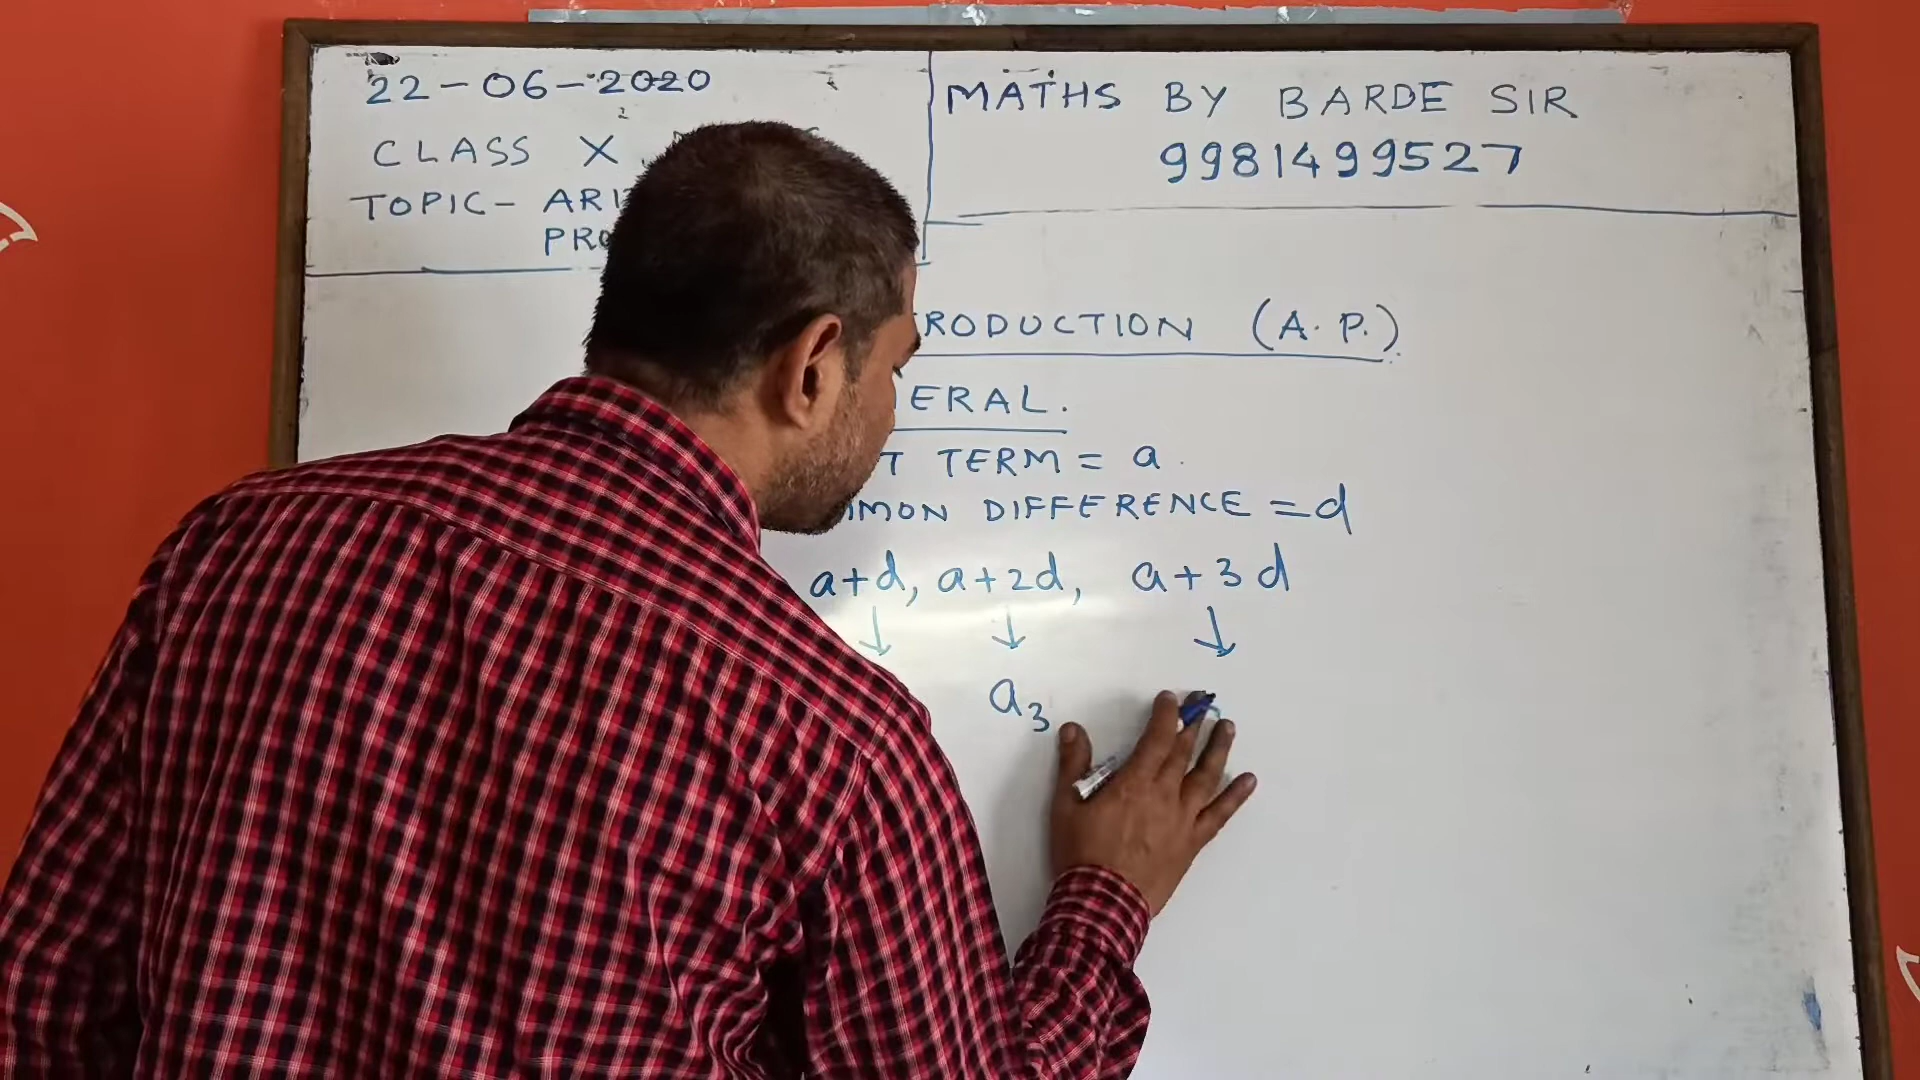 22-06-2020
CLASS X
TOPIC- ARI
PRO
MATHS BY BARDE SIR
9981499527
RODUCTION (A.P.)
ERAL.
T TERM = a
MON DIFFERENCE = d
a+d, a+2d, a+3d
a3